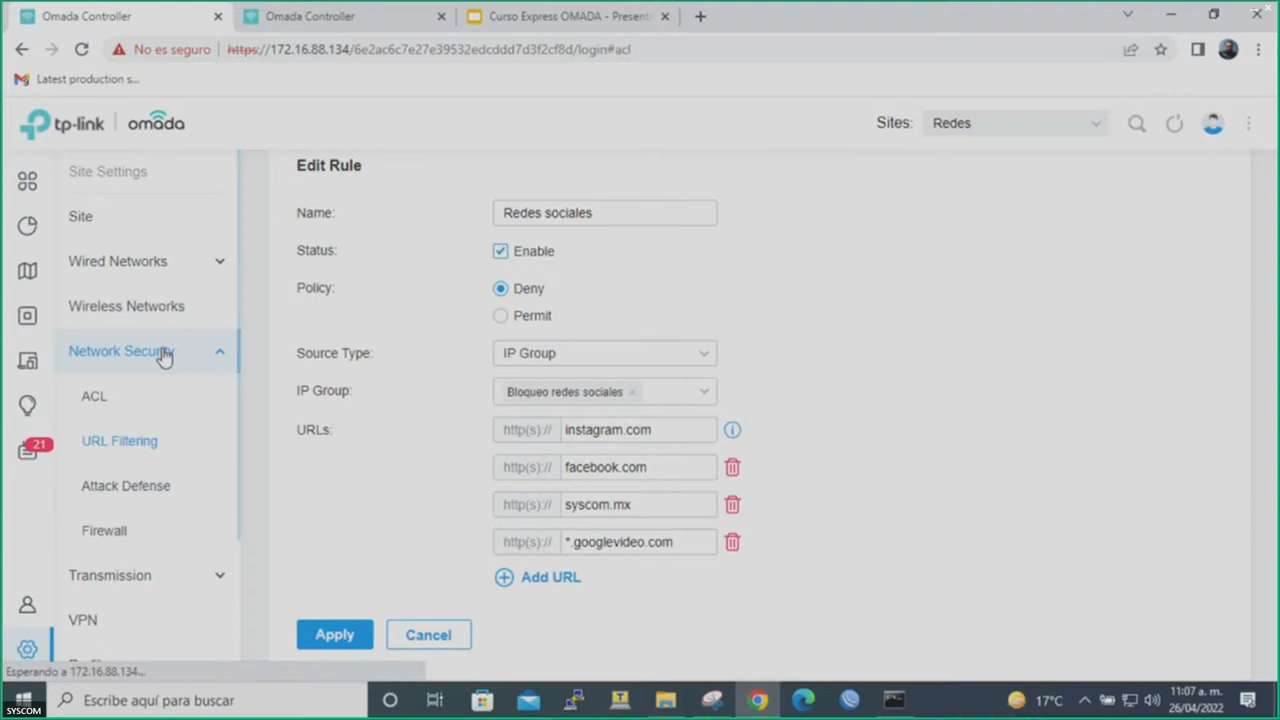 Omada Controller
Omada Controller
Curso Express OMADA - Present
No es seguro
https://172.16.88.134/6e2ac6c7e27e39532edcddd7d3f2cf8d/login#acl
Latest production s...
tp-link
omada
Sites:
Redes
Site Settings
Site
Wired Networks
Wireless Networks
Network Security
ACL
URL Filtering
Attack Defense
Firewall
Transmission
VPN
21
Edit Rule
Name:
Redes sociales
Status:
Enable
Policy:
Deny
Permit
Source Type:
IP Group
IP Group:
Bloqueo redes sociales ×
URLs:
http(s):// instagram.com
http(s):// facebook.com
http(s):// syscom.mx
http(s):// *.googlevideo.com
Add URL
Apply
Cancel
Esperando a 172.16.88.134...
SYSCOM
Escribe aquí para buscar
17°C
11:07 a. m.
26/04/2022